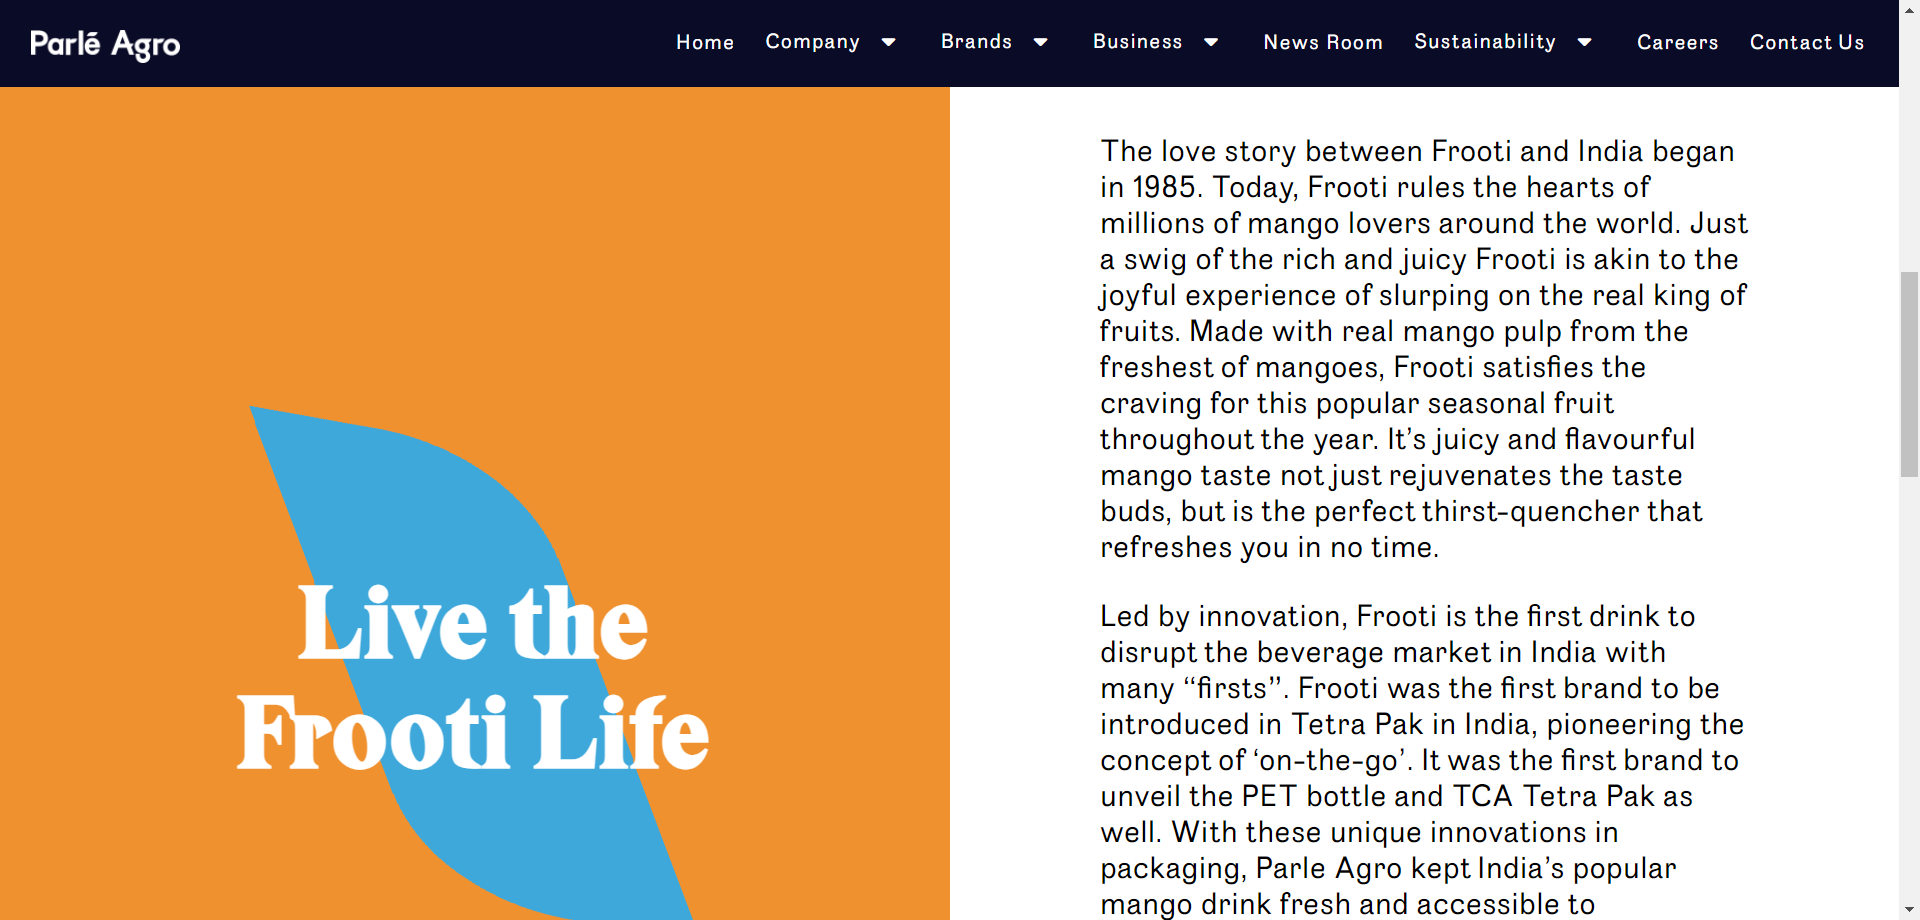 Parlé Agro
Home Company Brands Business News Room Sustainability Careers Contact Us
Live the
Frooti Life
The love story between Frooti and India began
in 1985. Today, Frooti rules the hearts of
millions of mango lovers around the world. Just
a swig of the rich and juicy Frooti is akin to the
joyful experience of slurping on the real king of
fruits. Made with real mango pulp from the
freshest of mangoes, Frooti satisfies the
craving for this popular seasonal fruit
throughout the year. It’s juicy and flavourful
mango taste not just rejuvenates the taste
buds, but is the perfect thirst-quencher that
refreshes you in no time.
Led by innovation, Frooti is the first drink to
disrupt the beverage market in India with
many “firsts”. Frooti was the first brand to be
introduced in Tetra Pak in India, pioneering the
concept of ‘on-the-go’. It was the first brand to
unveil the PET bottle and TCA Tetra Pak as
well. With these unique innovations in
packaging, Parle Agro kept India’s popular
mango drink fresh and accessible to